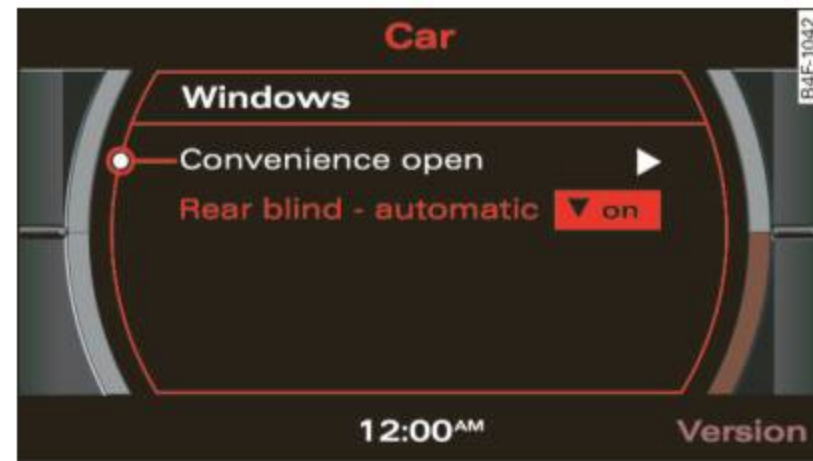 Car
B4F-1042
Windows
Convenience open
Rear blind - automatic ▼ on
12:00AM
Version